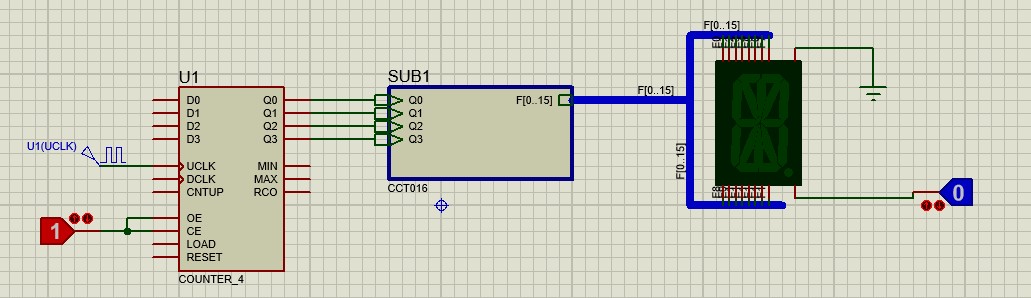 F[0..15]
U1
SUB1
D0
D1
D2
D3
Q0
Q1
Q2
Q3
Q0
Q1
Q2
Q3
F[0..15]
F[0..15]
U1(UCLK)
UCLK
DCLK
CNTUP
MIN
MAX
RCO
F[0..15]
CCT016
0
1
OE
CE
LOAD
RESET
COUNTER_4